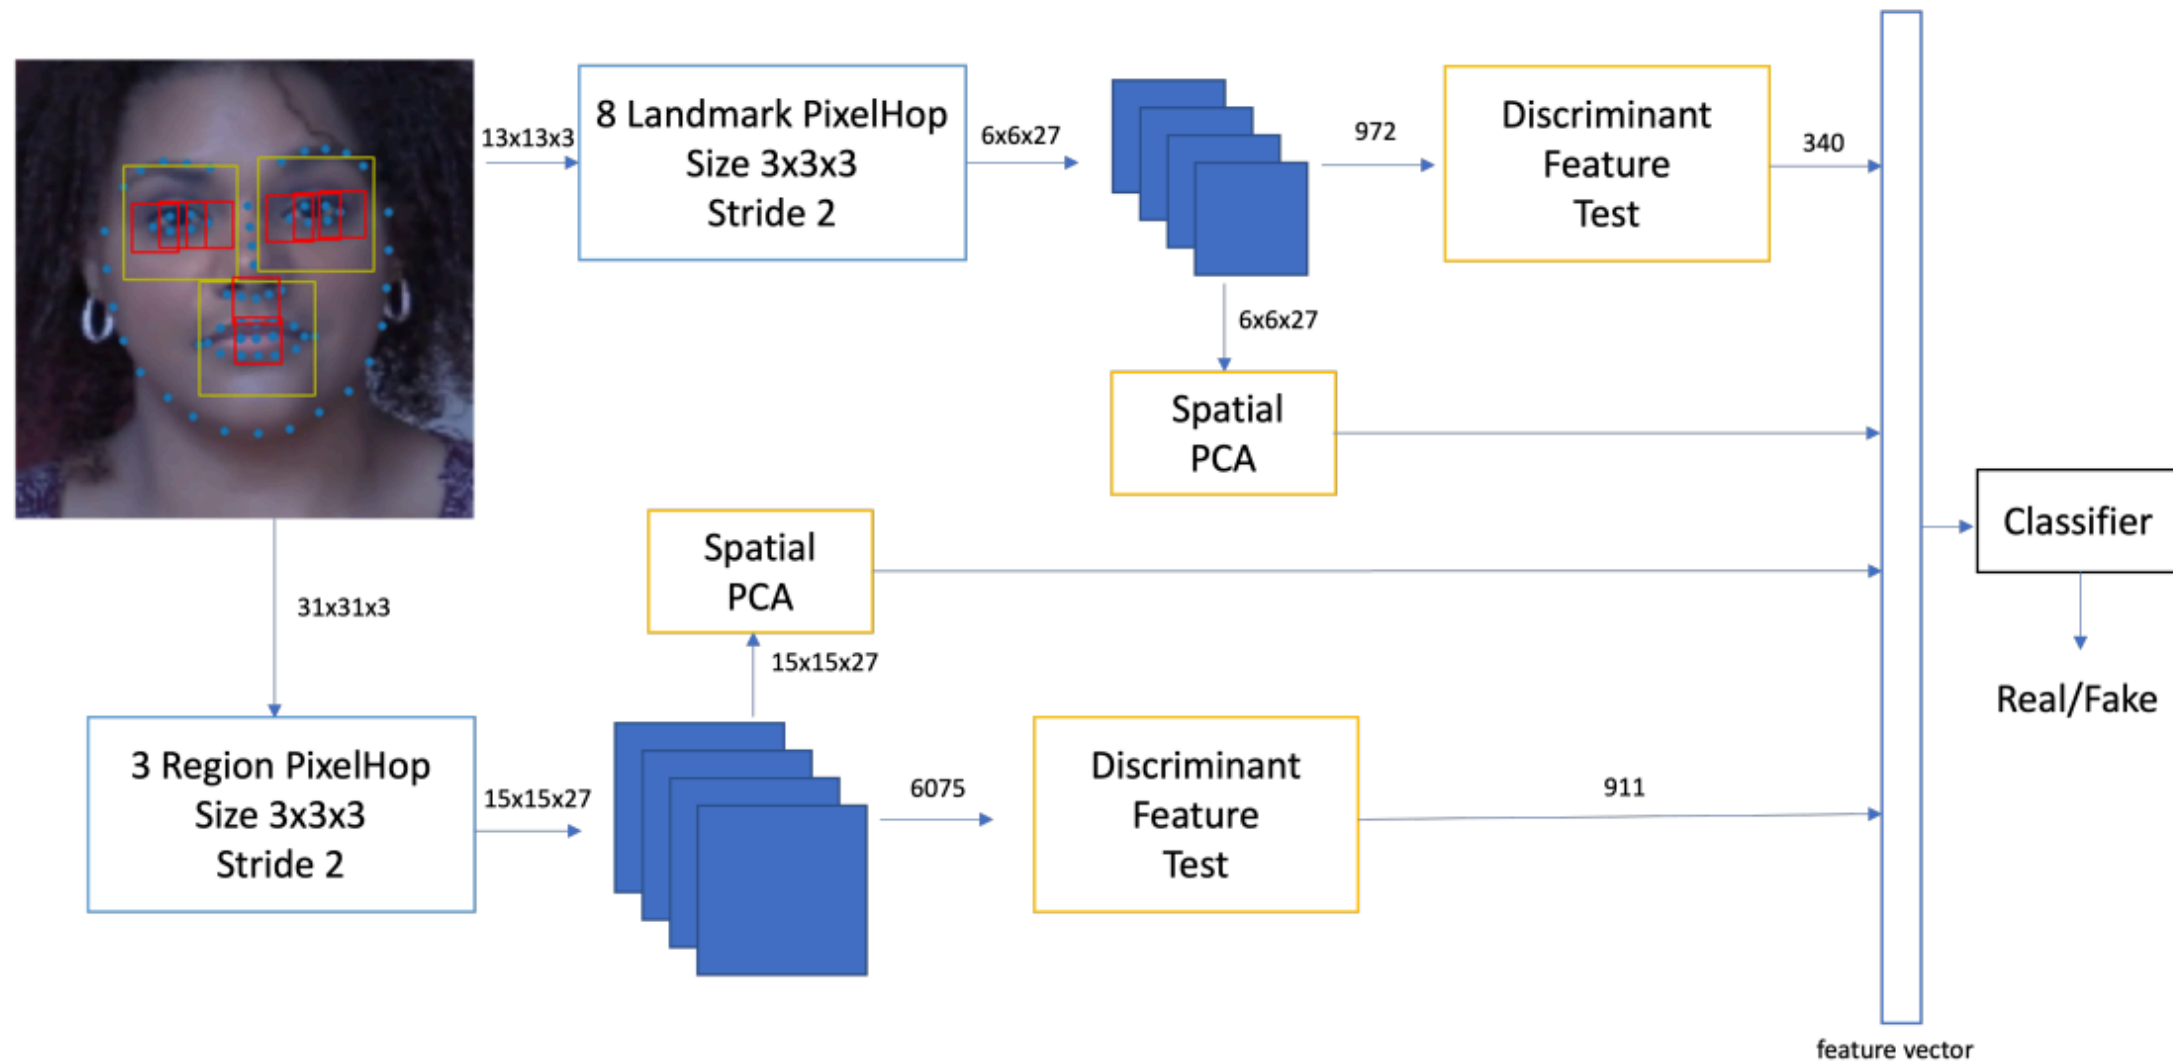 13x13x3
8 Landmark PixelHop
Size 3x3x3
Stride 2
6x6x27
972
Discriminant
Feature
Test
340
6x6x27
Spatial
PCA
Spatial
PCA
Classifier
31x31x3
15x15x27
Real/Fake
3 Region PixelHop
Size 3x3x3
Stride 2
15x15x27
6075
Discriminant
Feature
Test
911
feature vector